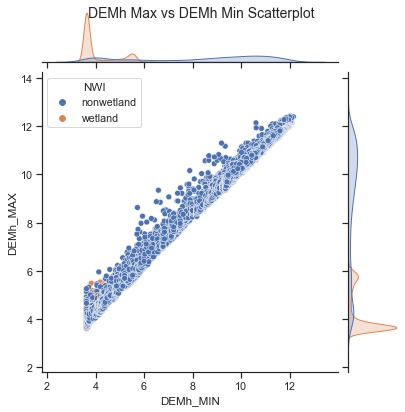 DEMh Max vs DEMh Min Scatterplot
NWI
nonwetland
wetland
14
12
10
8
6
4
2
DEMh_MAX
2 4 6 8 10 12
DEMh_MIN